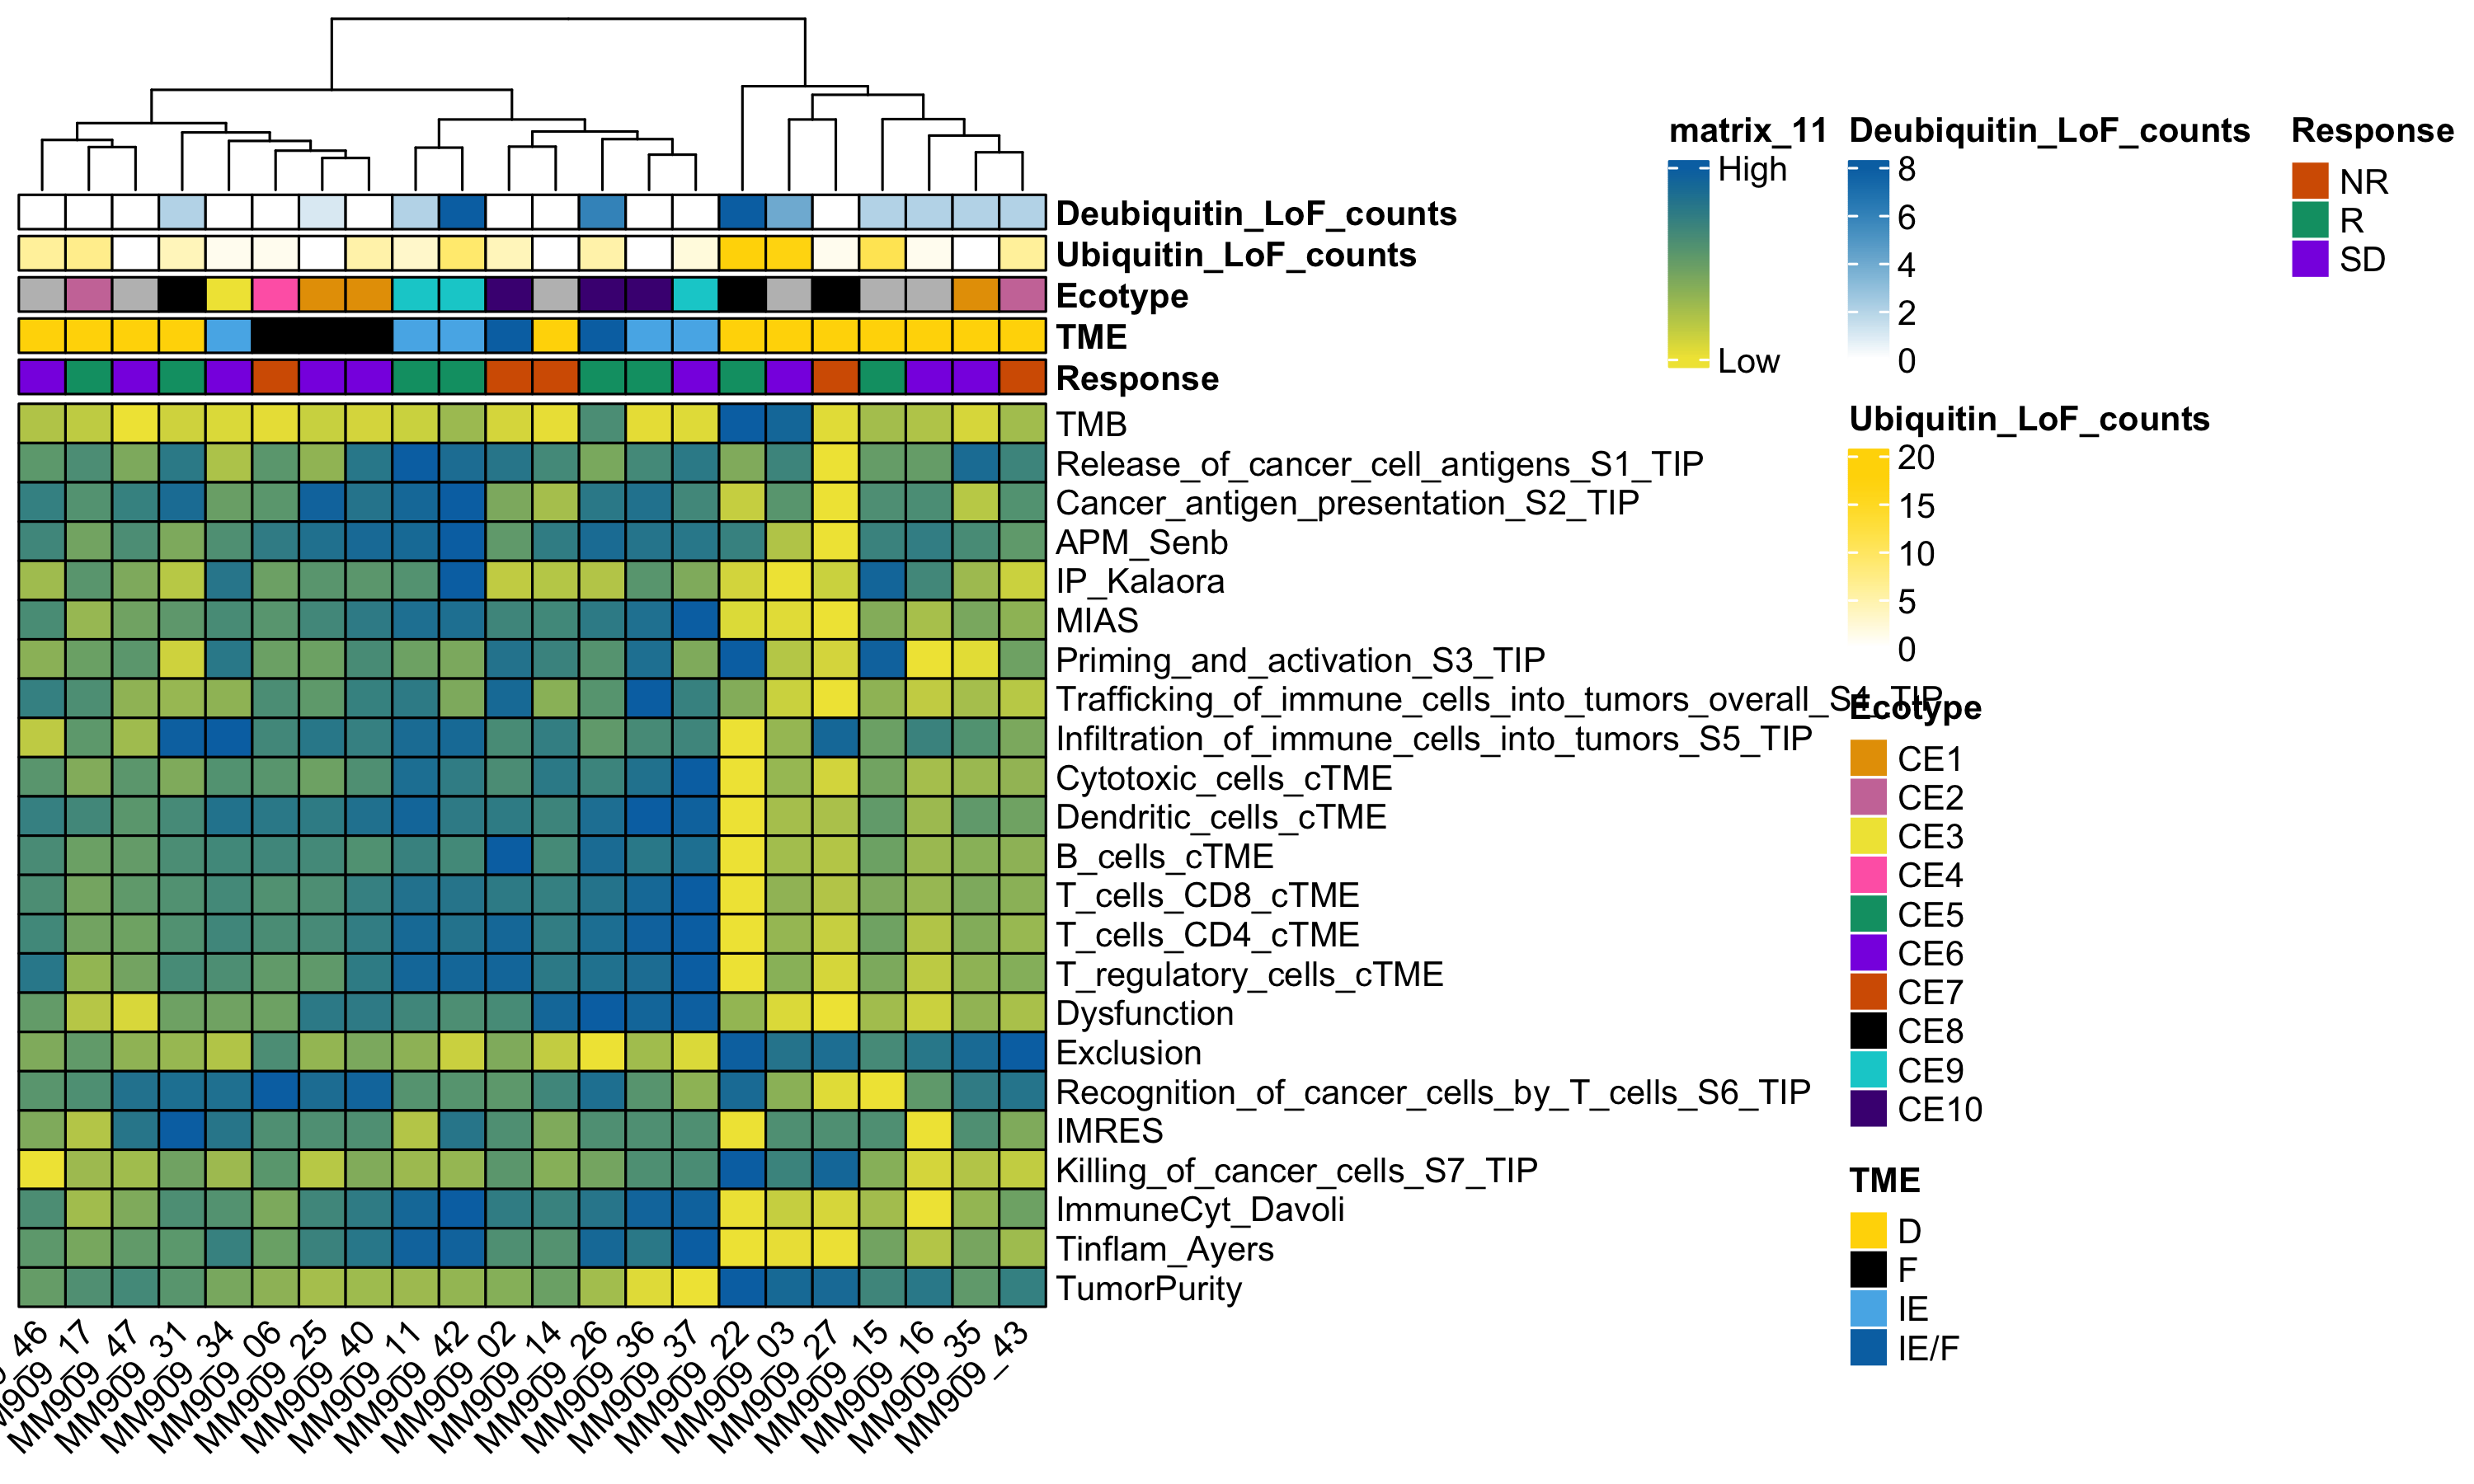 matrix_11
High
Low
Deubiquitin_LoF_counts
8
6
4
2
0
Response
NR
R
SD
Deubiquitin_LoF_counts
Ubiquitin_LoF_counts
Ecotype
TME
Response
TMB
Release_of_cancer_cell_antigens_S1_TIP
Cancer_antigen_presentation_S2_TIP
APM_Senb
IP_Kalaora
MIAS
Priming_and_activation_S3_TIP
Trafficking_of_immune_cells_into_tumors_overall_S4_TIP
Infiltration_of_immune_cells_into_tumors_S5_TIP
Cytotoxic_cells_cTME
Dendritic_cells_cTME
B_cells_cTME
T_cells_CD8_cTME
T_cells_CD4_cTME
T_regulatory_cells_cTME
Dysfunction
Exclusion
Recognition_of_cancer_cells_by_T_cells_S6_TIP
IMRES
Killing_of_cancer_cells_S7_TIP
ImmuneCyt_Davoli
Tinflam_Ayers
TumorPurity
Ubiquitin_LoF_counts
20
15
10
5
0
Ecotype
CE1
CE2
CE3
CE4
CE5
CE6
CE7
CE8
CE9
CE10
TME
D
F
IE
IE/F
9_46
M909_17
MM909_47
MM909_31
MM909_34
MM909_06
MM909_25
MM909_40
MM909_11
MM909_42
MM909_02
MM909_14
MM909_26
MM909_36
MM909_37
MM909_22
MM909_03
MM909_27
MM909_15
MM909_16
MM909_35
MM909_43